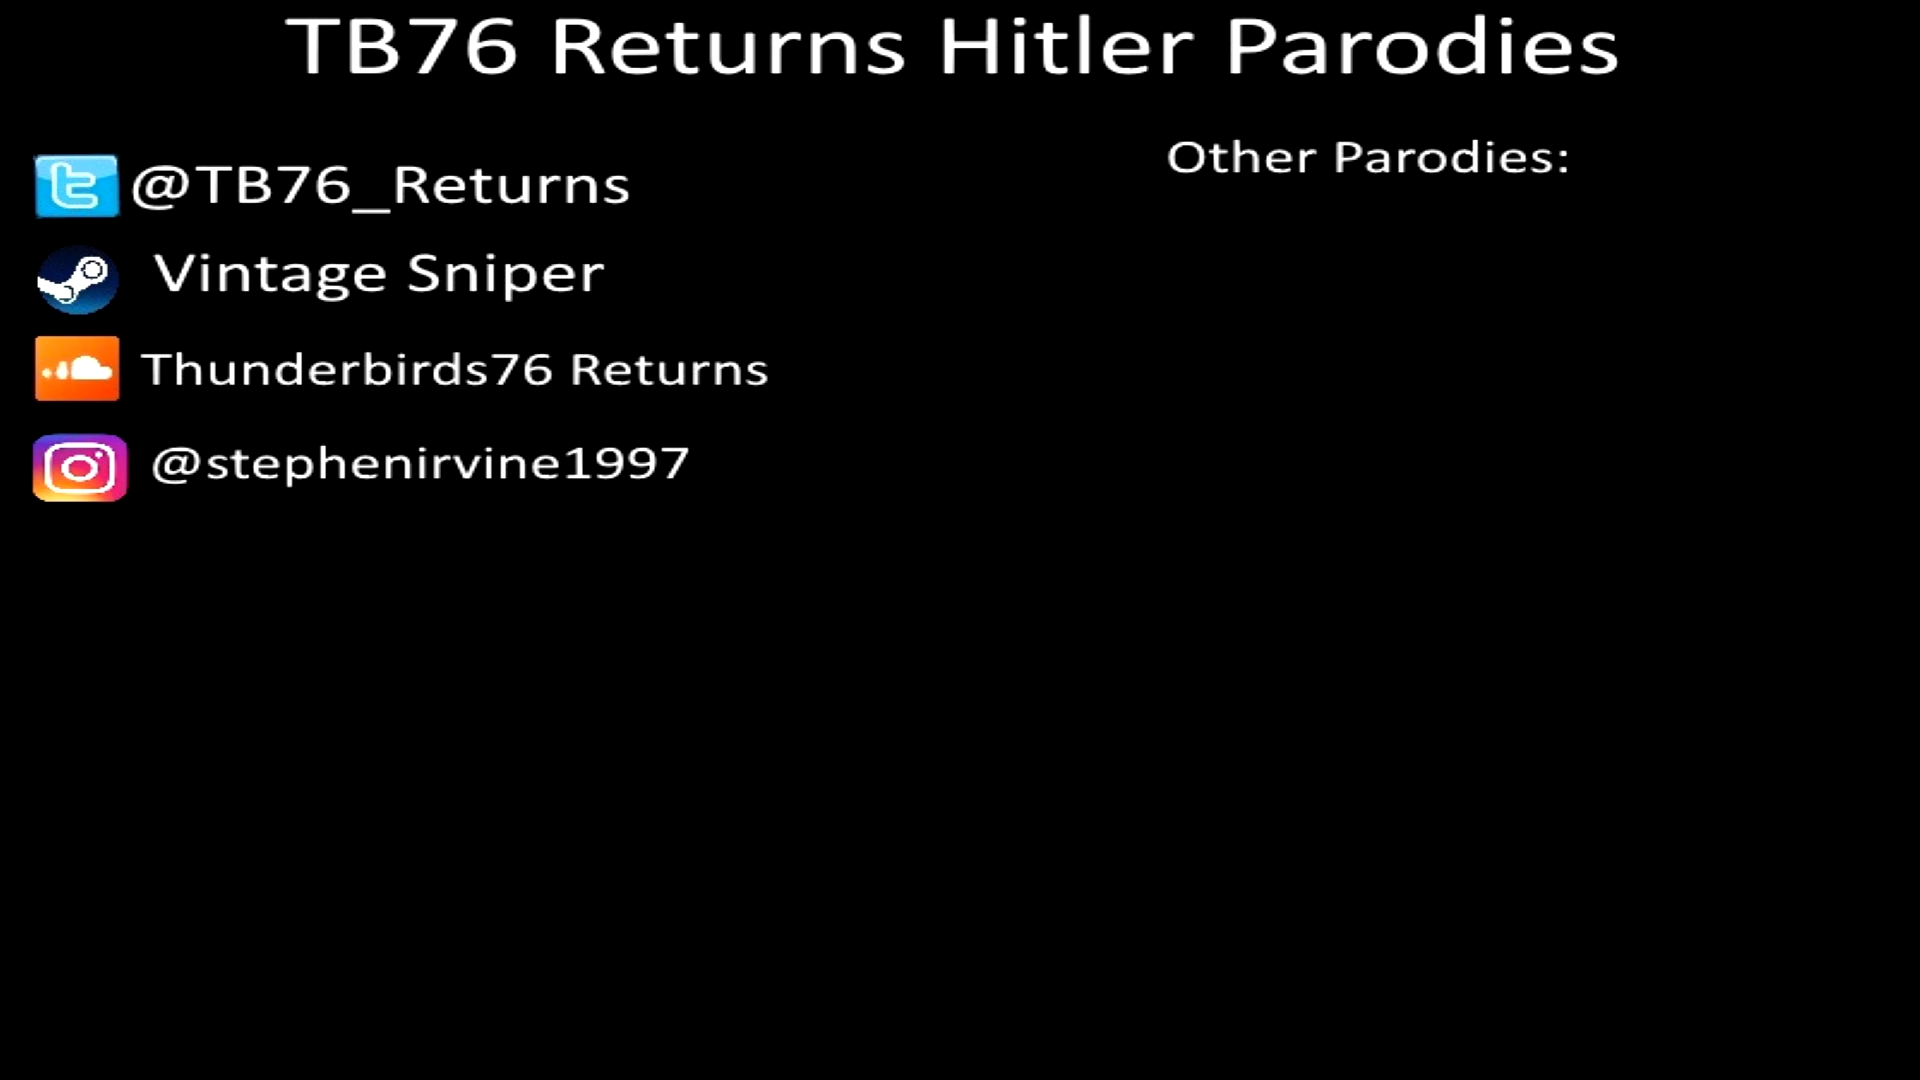 TB76 Returns Hitler Parodies
@TB76_Returns
Vintage Sniper
Thunderbirds76 Returns
@stephenirvine1997
Other Parodies: